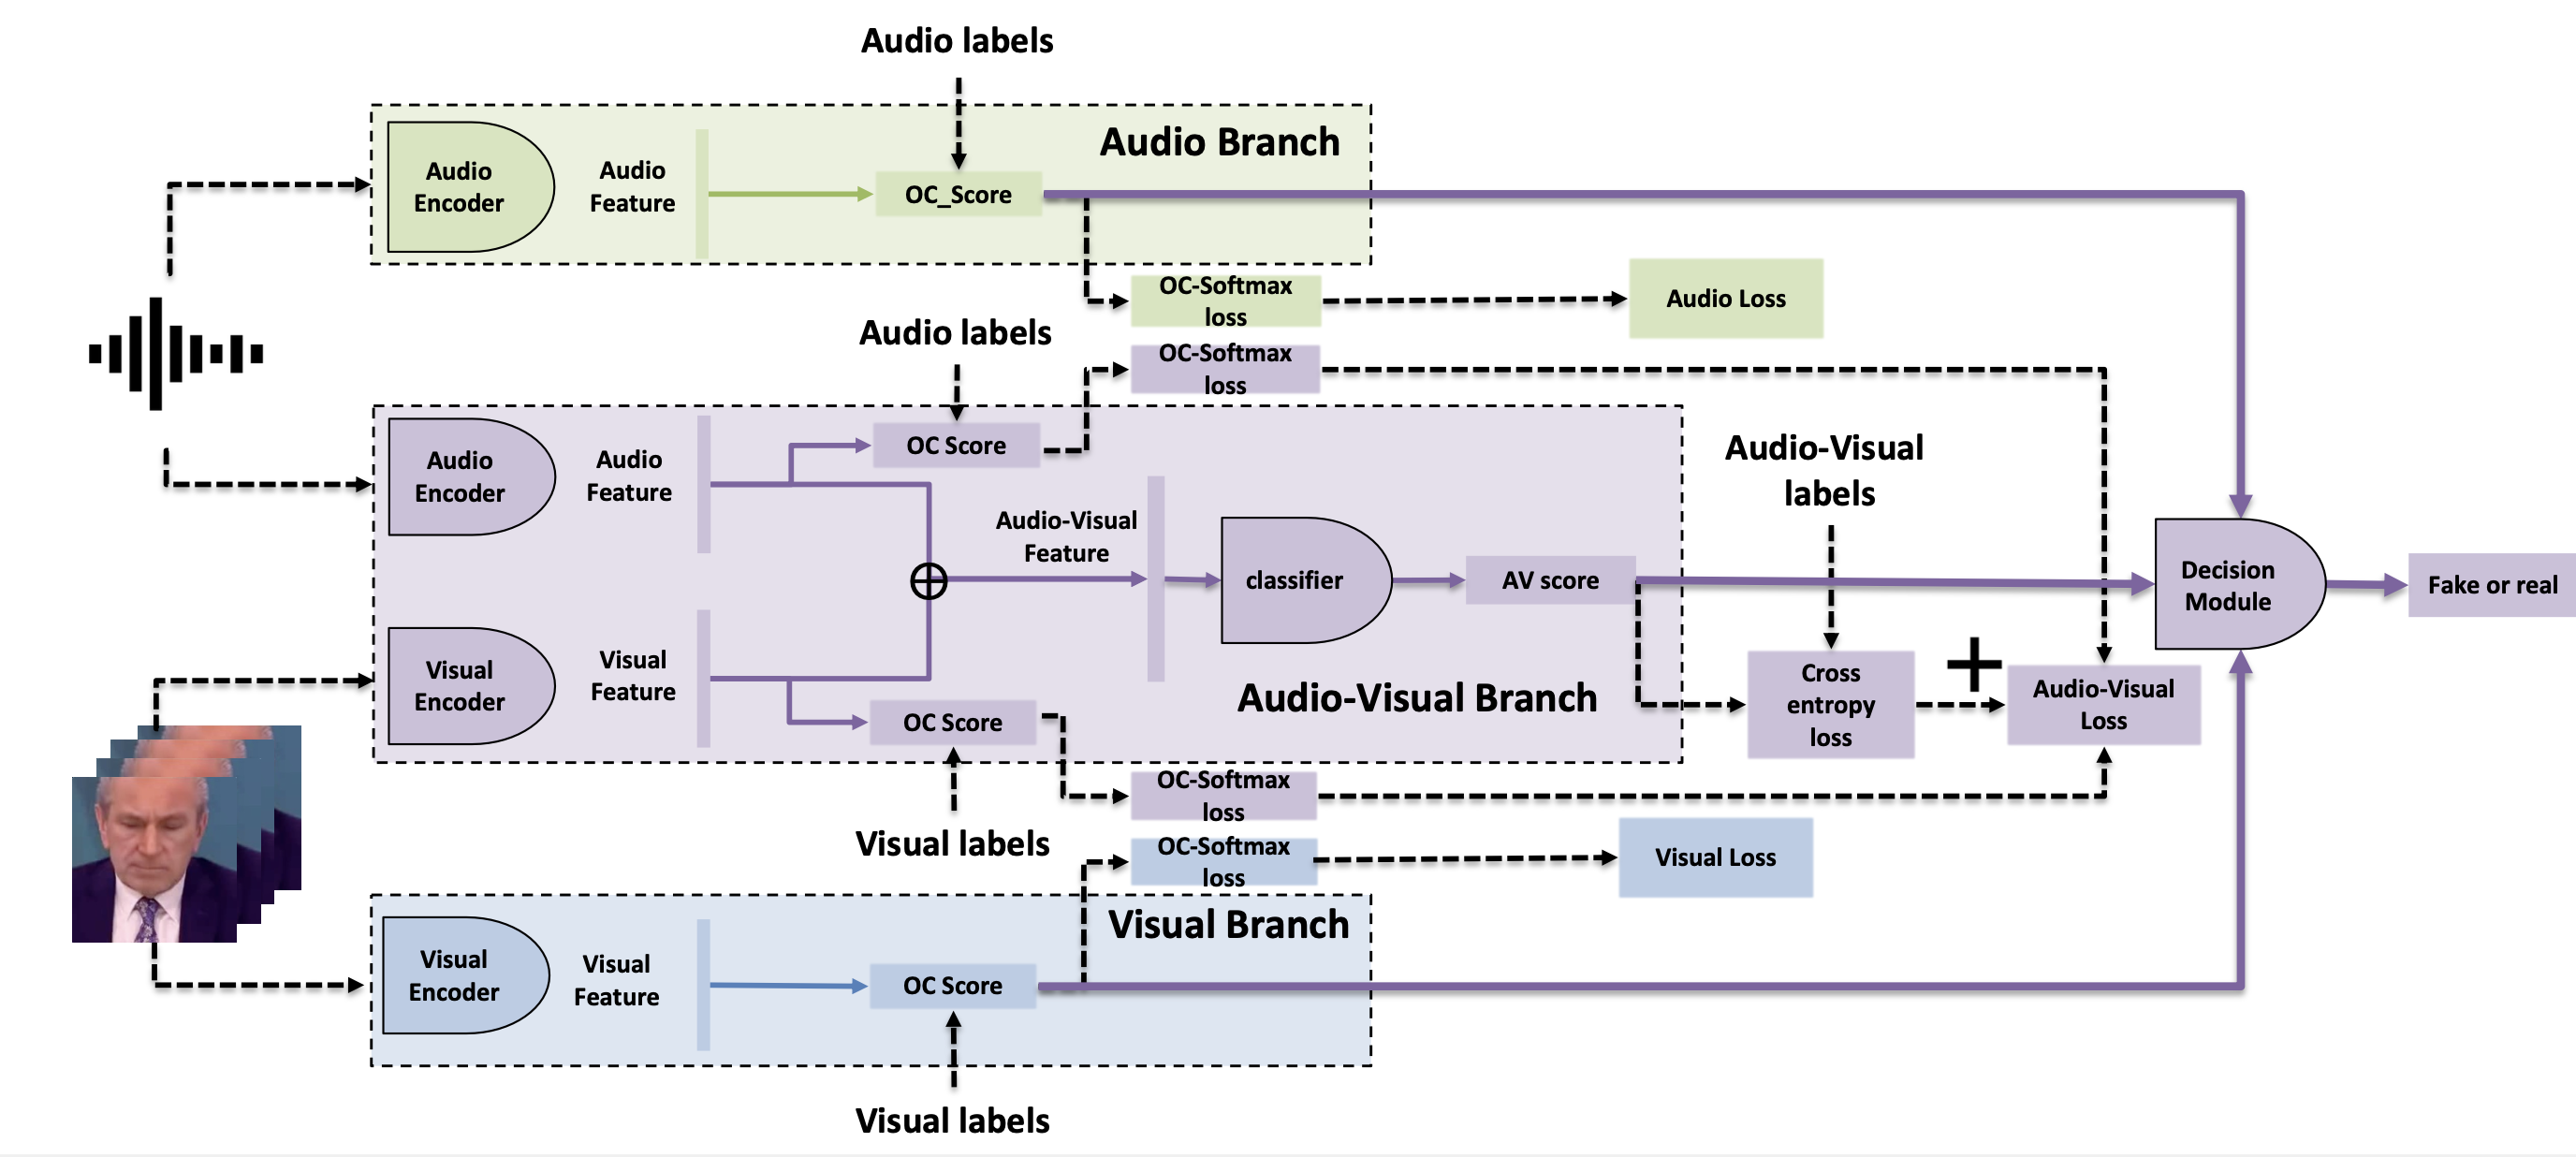 Audio labels
Audio Branch
Audio
Encoder
Audio
Feature
OC_Score
OC-Softmax
loss
Audio Loss
Audio labels
OC-Softmax
loss
Audio
Encoder
Audio
Feature
OC Score
Audio-Visual
labels
Audio-Visual
Feature
classifier
AV score
Decision
Module
Fake or real
Visual
Encoder
Visual
Feature
OC Score
Audio-Visual Branch
Cross
entropy
loss
+
Audio-Visual
Loss
OC-Softmax
loss
Visual labels
OC-Softmax
loss
Visual Loss
Visual Branch
Visual
Encoder
Visual
Feature
OC Score
Visual labels